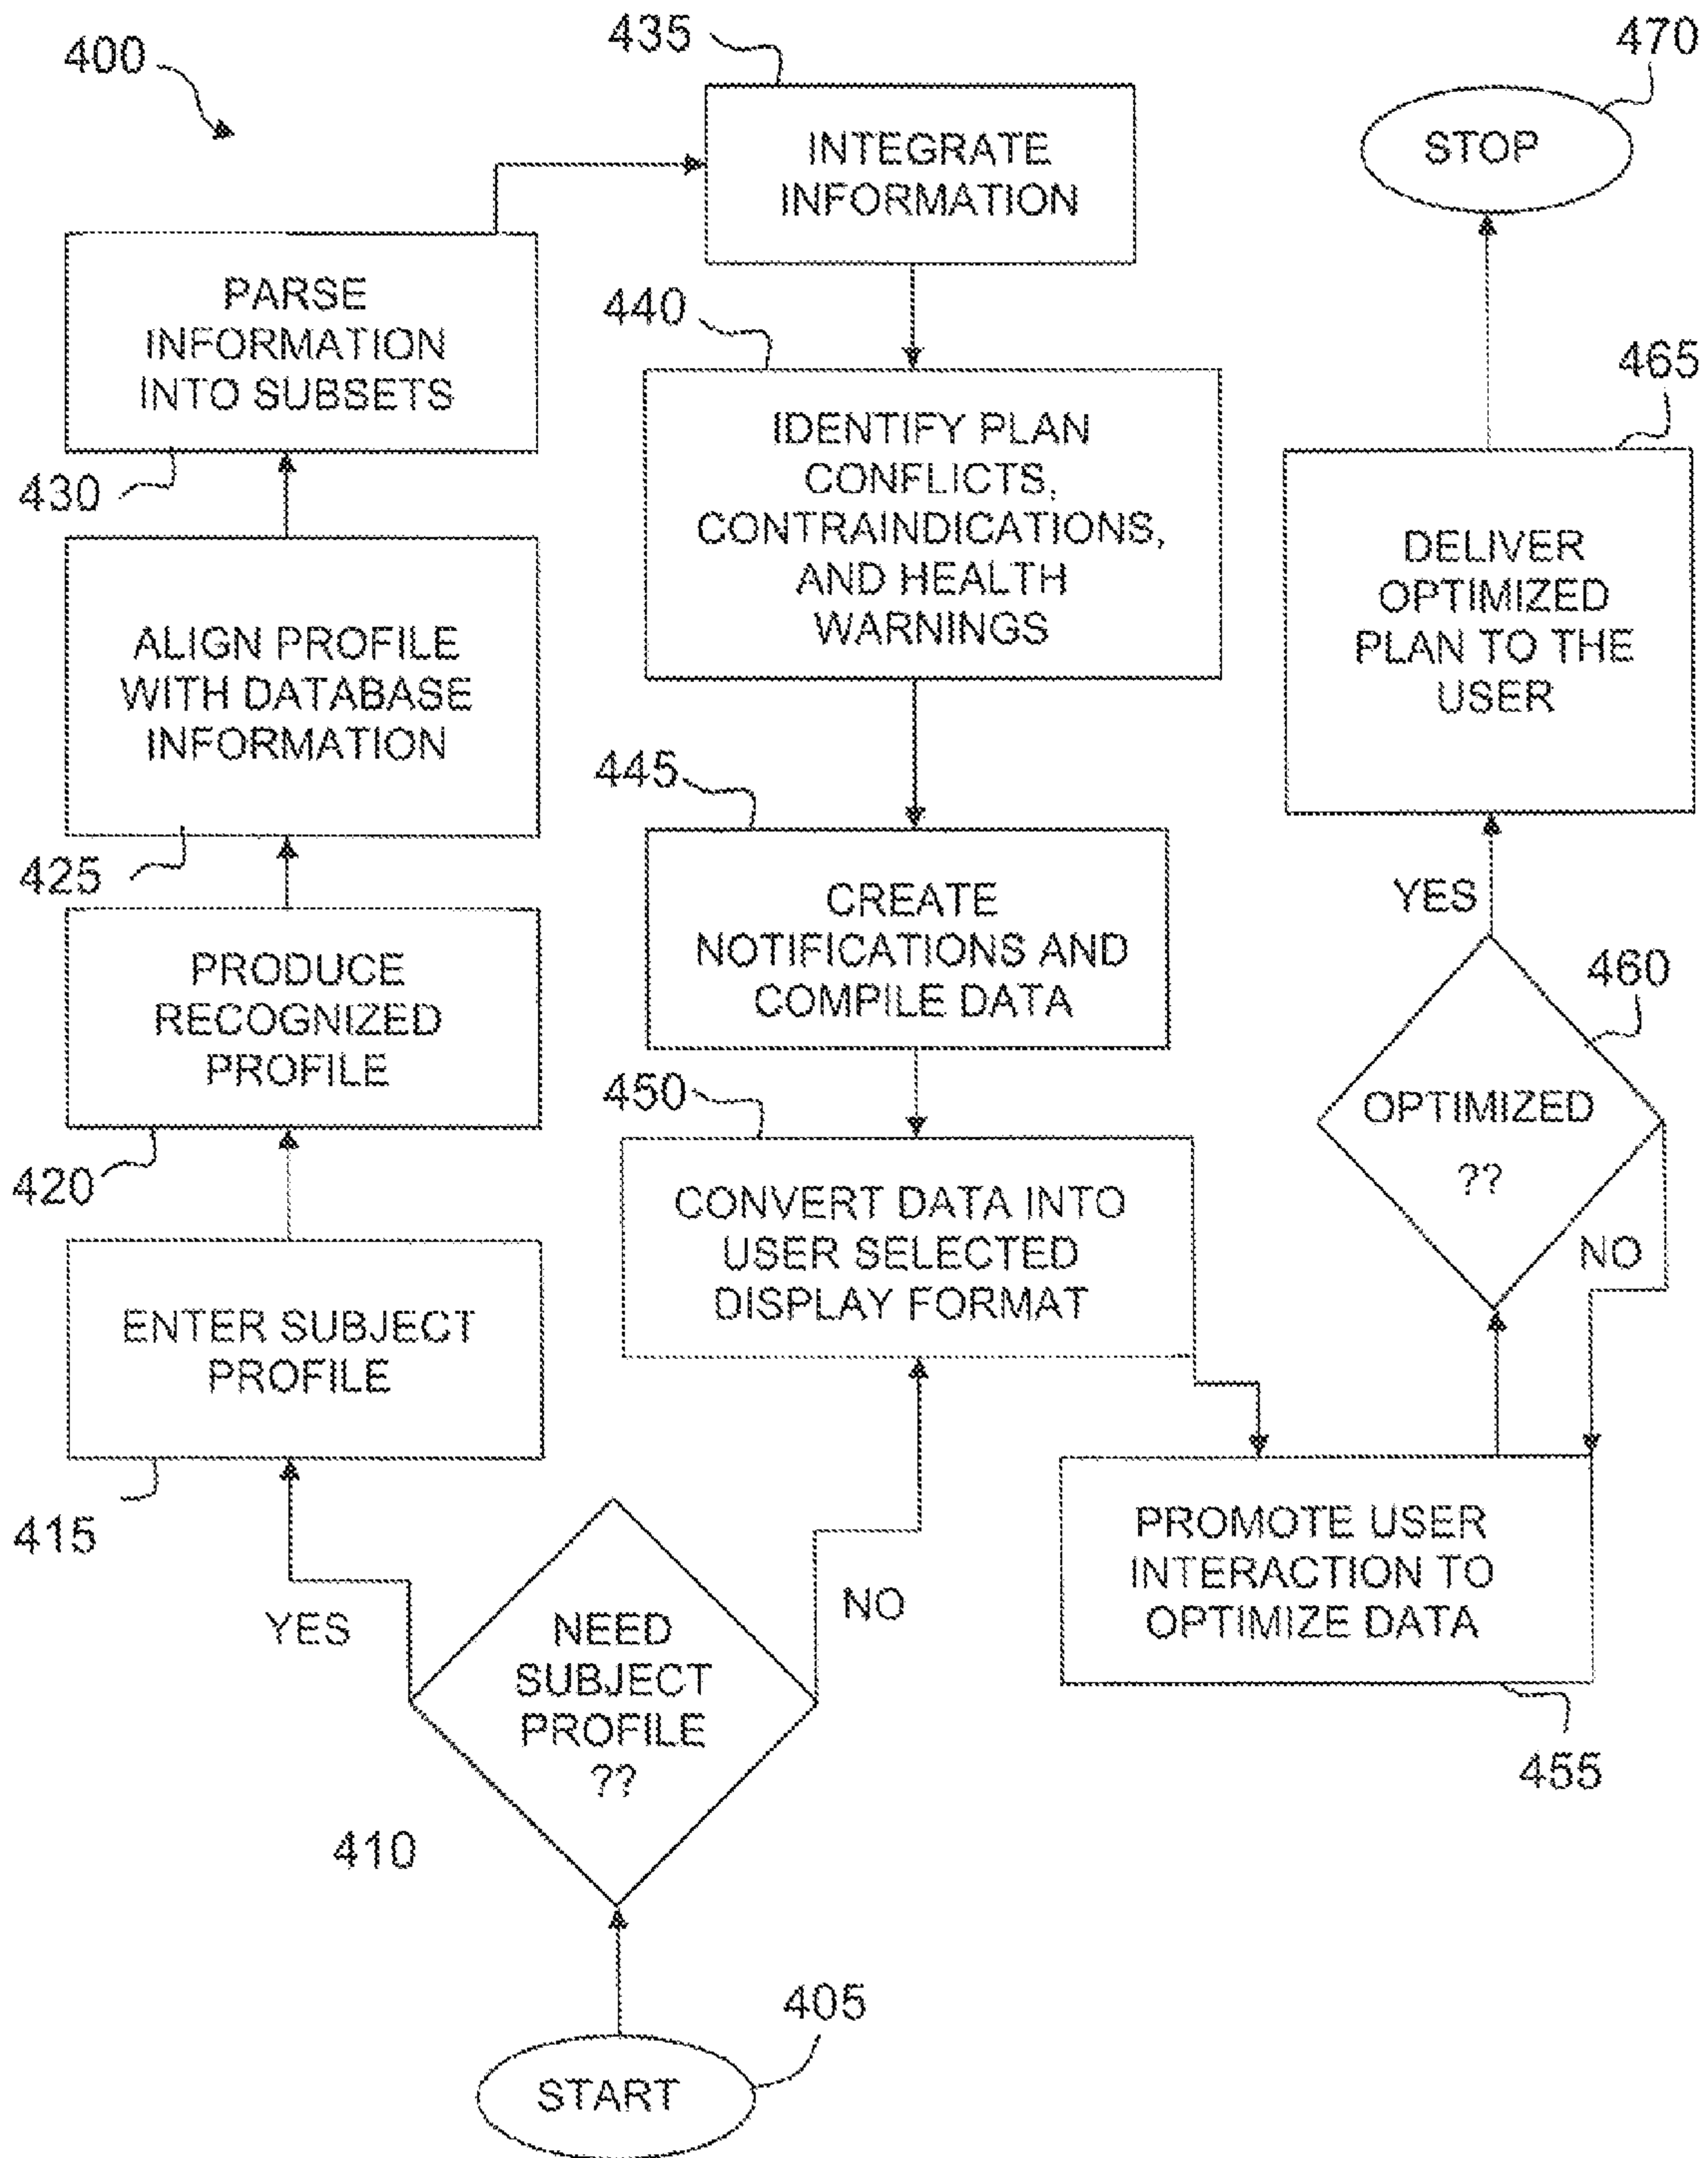 400
435
470
INTEGRATE
INFORMATION
STOP
PARSE
INFORMATION
INTO SUBSETS
430
440
IDENTIFY PLAN
CONFLICTS,
CONTRAINDICATIONS,
AND HEALTH
WARNINGS
465
DELIVER
OPTIMIZED
PLAN TO THE
USER
ALIGN PROFILE
WITH DATABASE
INFORMATION
425
445
CREATE
NOTIFICATIONS AND
COMPILE DATA
YES
460
OPTIMIZED
??
NO
PRODUCE
RECOGNIZED
PROFILE
420
450
CONVERT DATA INTO
USER SELECTED
DISPLAY FORMAT
ENTER SUBJECT
PROFILE
415
YES
NEED
SUBJECT
PROFILE
??
NO
410
PROMOTE USER
INTERACTION TO
OPTIMIZE DATA
455
405
START